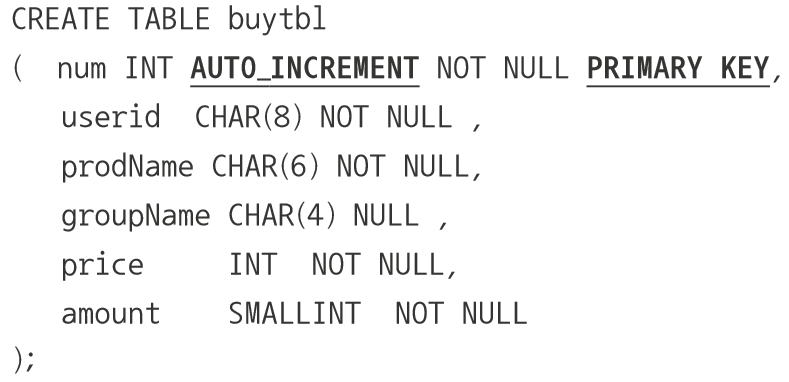 CREATE TABLE buytbl
( num INT AUTO_INCREMENT NOT NULL PRIMARY KEY,
userid CHAR(8) NOT NULL ,
prodName CHAR(6) NOT NULL,
groupName CHAR(4) NULL ,
price INT NOT NULL,
amount SMALLINT NOT NULL
);